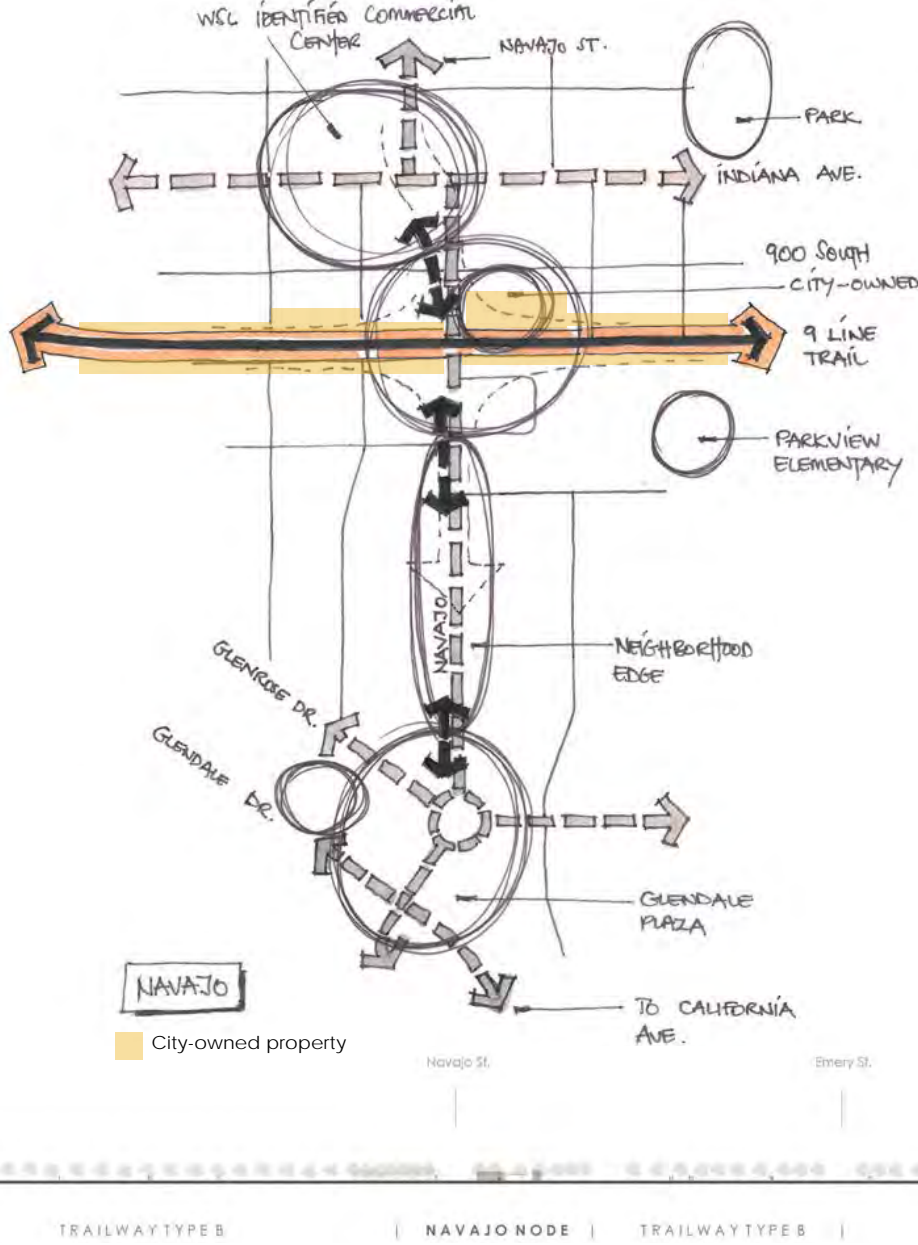 WSL IDENTIFIED COMMERCIAL
CENTER
NAVAJO ST.
PARK
INDIANA AVE.
900 SOUTH
CITY-OWNED
9 LINE
TRAIL
PARKVIEW
ELEMENTARY
NAVAJO
NEIGHBORHOOD
EDGE
GLENROSE DR.
GLENDALE
DR.
GLENDALE
PLAZA
NAVAJO
TO CALIFORNIA
AVE.
City-owned property
Navajo St.
Emery St.
TRAILWAY TYPE B | NAVAJO NODE | TRAILWAY TYPE B |